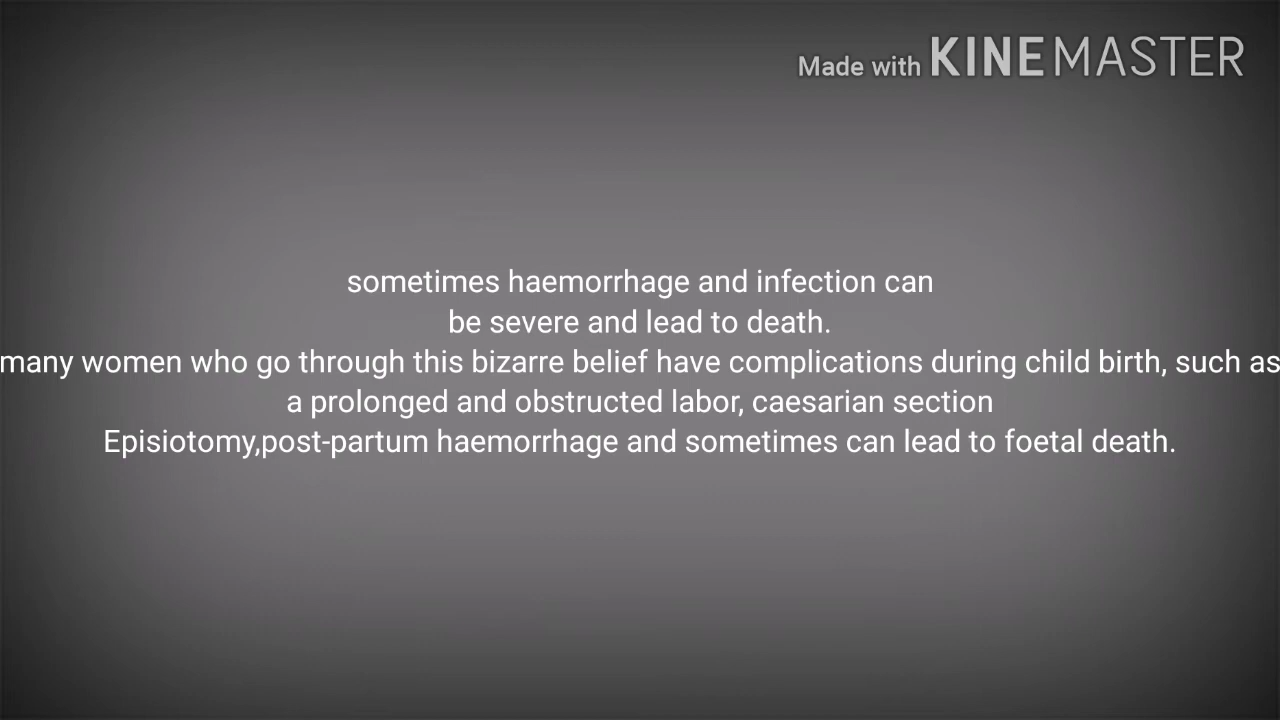 Made with KINEMASTER
sometimes haemorrhage and infection can
be severe and lead to death.
many women who go through this bizarre belief have complications during child birth, such as
a prolonged and obstructed labor, caesarian section
Episiotomy,post-partum haemorrhage and sometimes can lead to foetal death.